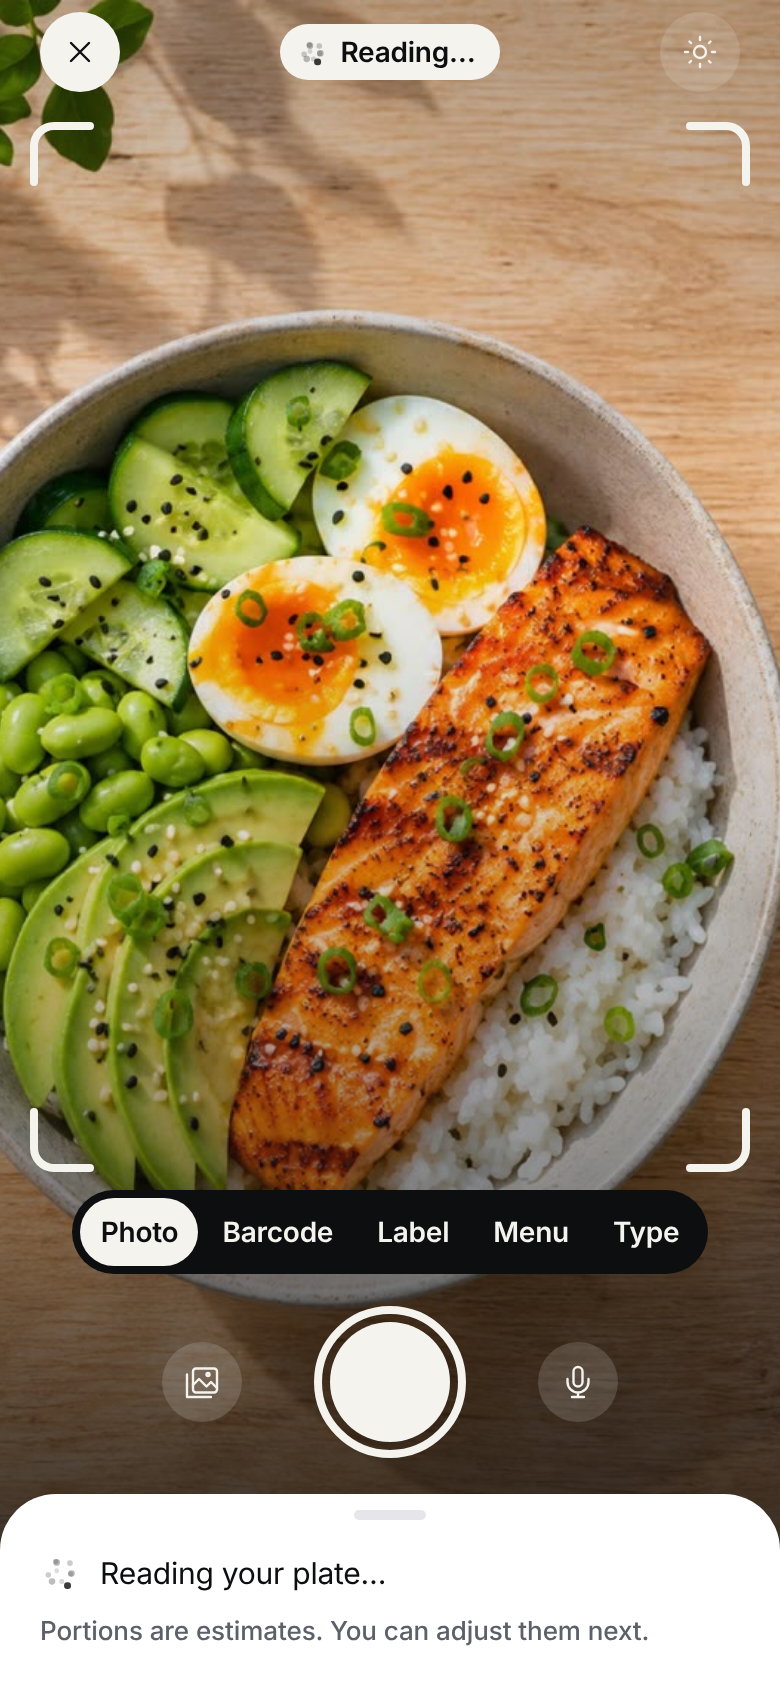 Reading...
Photo
Barcode
Label
Menu
Type
Reading your plate...
Portions are estimates. You can adjust them next.